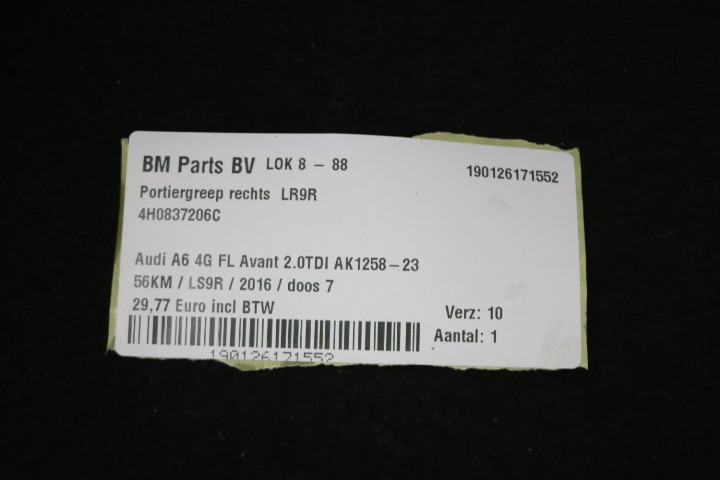 BM Parts BV LOK 8 – 88
190126171552
Portiergreep rechts LR9R
4H0837206C
Audi A6 4G FL Avant 2.0TDI AK1258–23
56KM / LS9R / 2016 / doos 7
29,77 Euro incl BTW
Verz: 10
Aantal: 1
190126171552